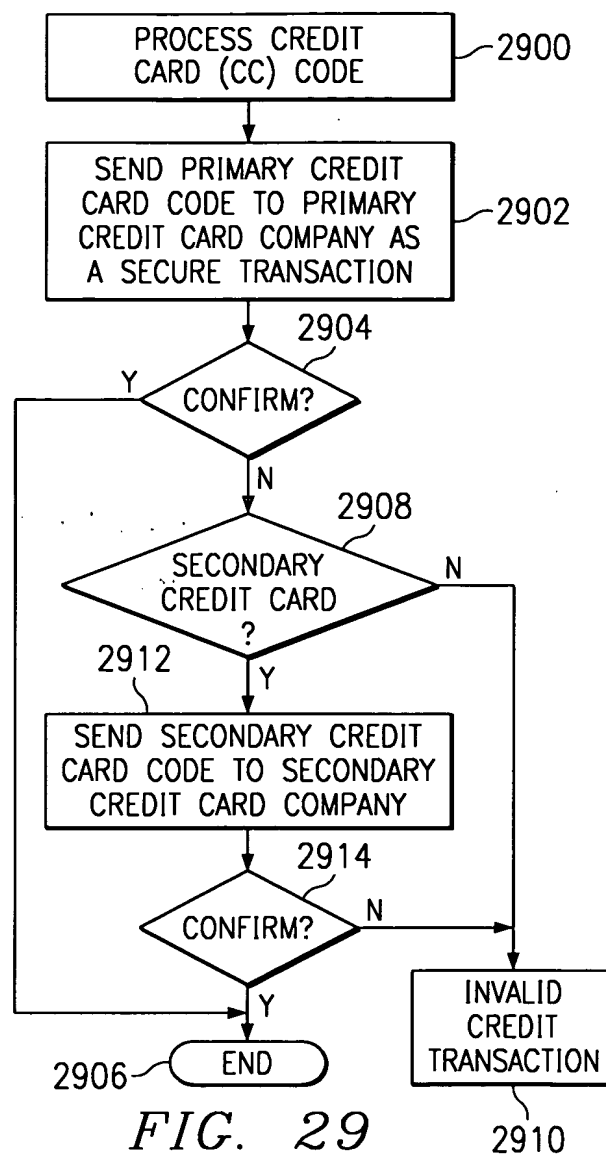 PROCESS CREDIT
CARD (CC) CODE
2900
SEND PRIMARY CREDIT
CARD CODE TO PRIMARY
CREDIT CARD COMPANY AS
A SECURE TRANSACTION
2902
2904
Y
CONFIRM?
N
2908
SECONDARY
CREDIT CARD
?
N
2912
Y
SEND SECONDARY CREDIT
CARD CODE TO SECONDARY
CREDIT CARD COMPANY
2914
CONFIRM?
N
Y
INVALID
CREDIT
TRANSACTION
2906
END
2910
FIG. 29